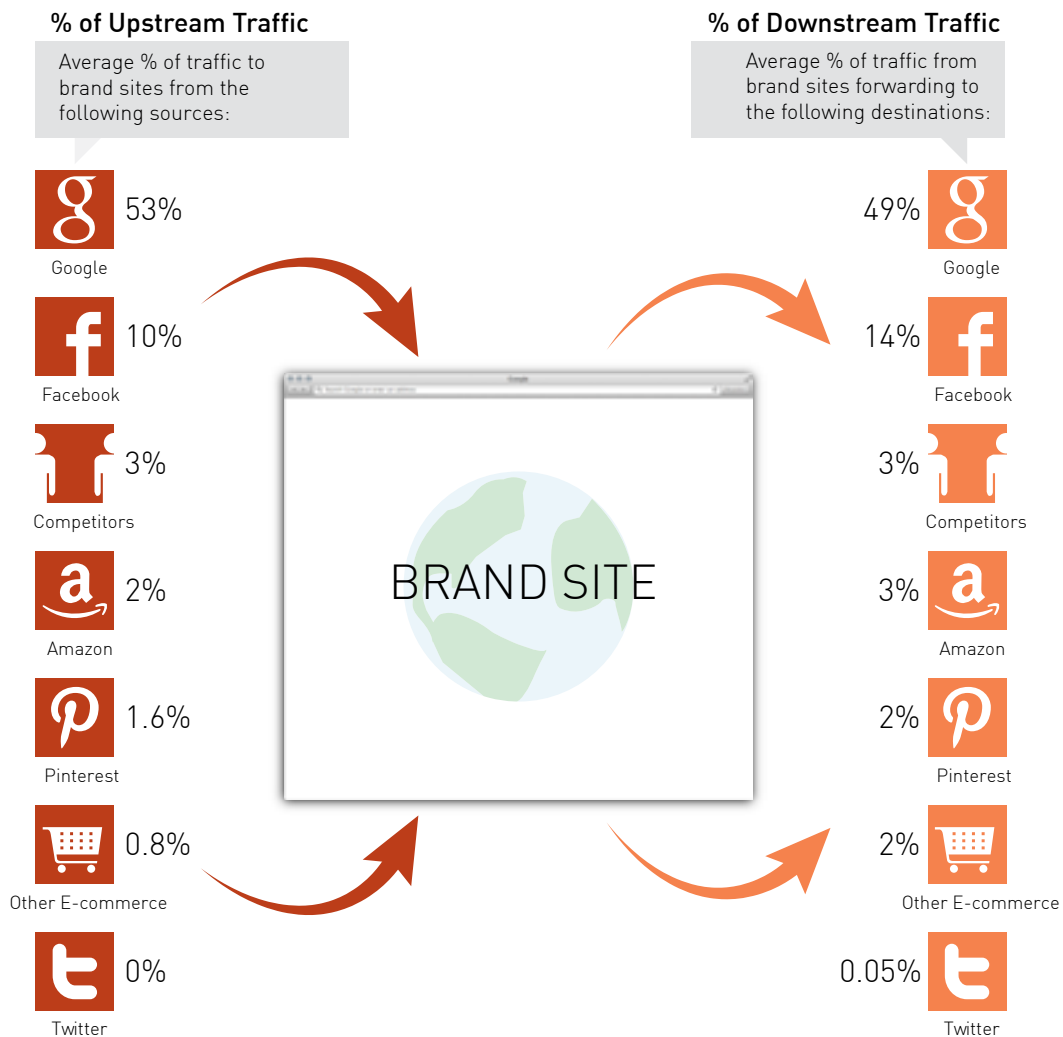 % of Upstream Traffic
Average % of traffic to
brand sites from the
following sources:
53%
Google
10%
Facebook
3%
Competitors
2%
Amazon
1.6%
Pinterest
0.8%
Other E-commerce
0%
Twitter
BRAND SITE
% of Downstream Traffic
Average % of traffic from
brand sites forwarding to
the following destinations:
49%
Google
14%
Facebook
3%
Competitors
3%
Amazon
2%
Pinterest
2%
Other E-commerce
0.05%
Twitter